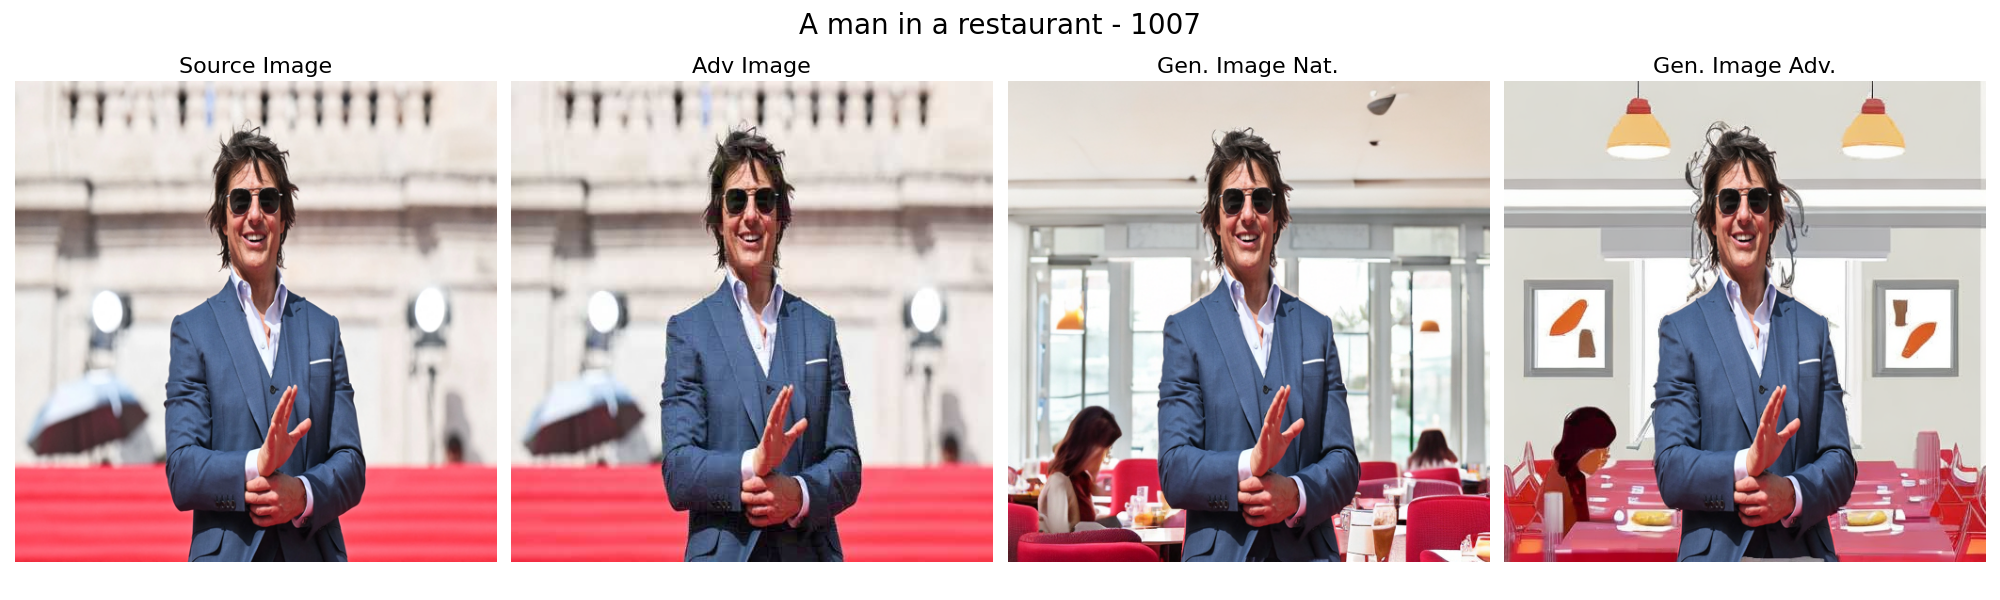 A man in a restaurant - 1007
Source Image
Adv Image
Gen. Image Nat.
Gen. Image Adv.